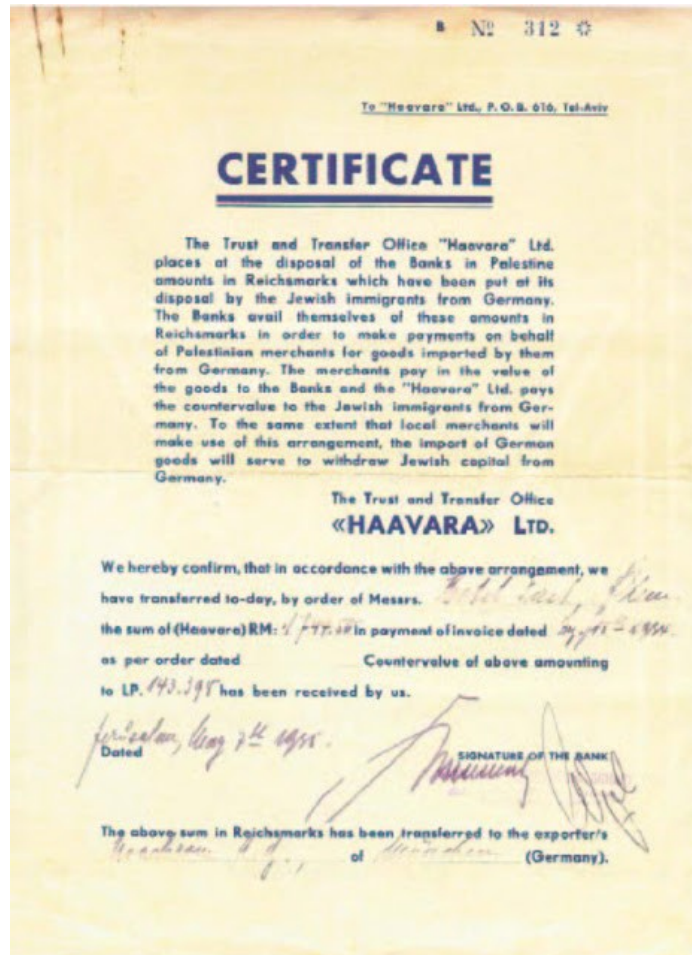 B № 312
To "Haavara" Ltd., P.O.B. 616, Tel-Aviv
CERTIFICATE
The Trust and Transfer Office "Haavara" Ltd.
places at the disposal of the Banks in Palestine
amounts in Reichsmarks which have been put at its
disposal by the Jewish immigrants from Germany.
The Banks avail themselves of these amounts in
Reichsmarks in order to make payments on behalf
of Palestinian merchants for goods imported by them
from Germany. The merchants pay in the value of
the goods to the Banks and the "Haavara" Ltd. pays
the countervalue to the Jewish immigrants from Ger-
many. To the same extent that local merchants will
make use of this arrangement, the import of German
goods will serve to withdraw Jewish capital from
Germany.
The Trust and Transfer Office
«HAAVARA» LTD.
We hereby confirm, that in accordance with the above arrangement, we
have transferred to-day, by order of Messrs.
the sum of (Haavara) RM: in payment of invoice dated
as per order dated Countervalue of above amounting
to LP. 143.398 has been received by us.
Jerusalem, May 7th
Dated SIGNATURE OF THE BANK
The above sum in Reichsmarks has been transferred to the exporter/s
of München (Germany).